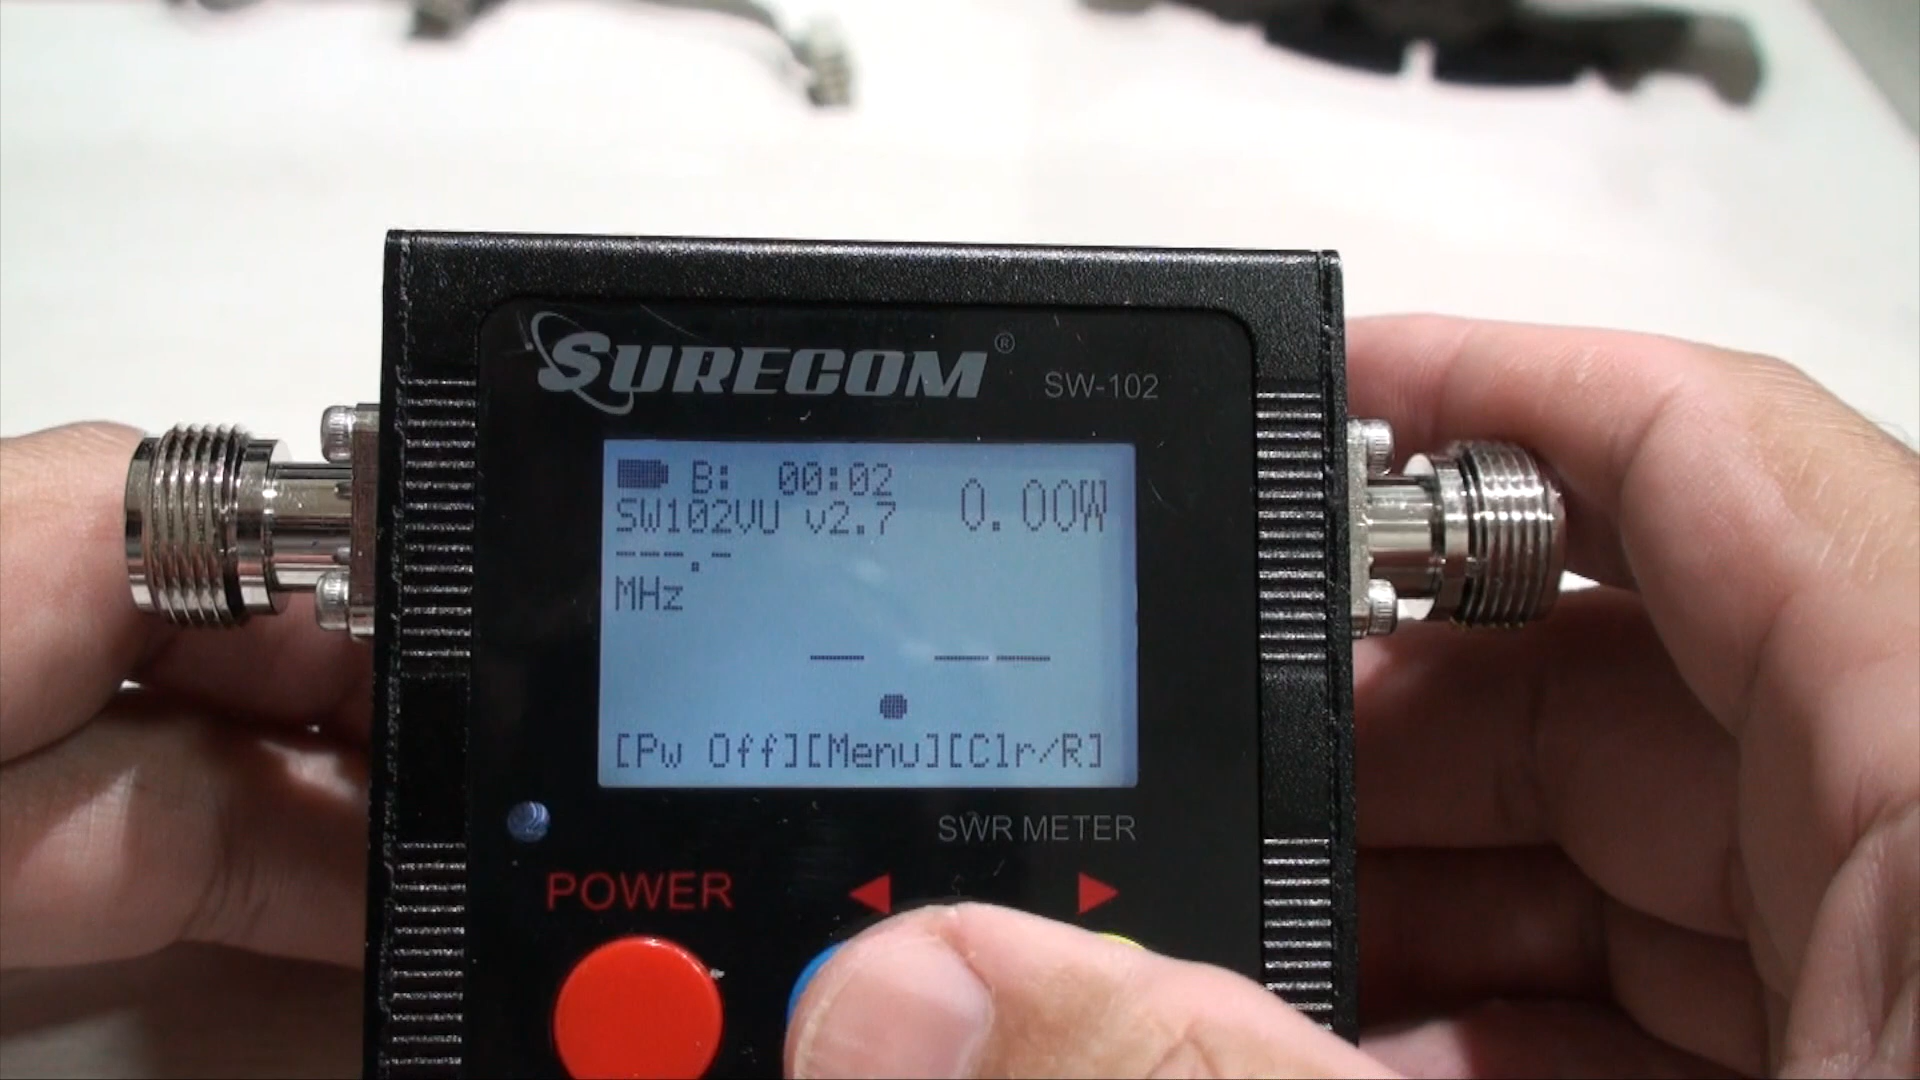 SURECOM ® SW-102
B: 00:02 0.00W
SW102VU v2.7
---.-
MHz
-.--
[Pw Off][Menu][Clr/R]
SWR METER
POWER